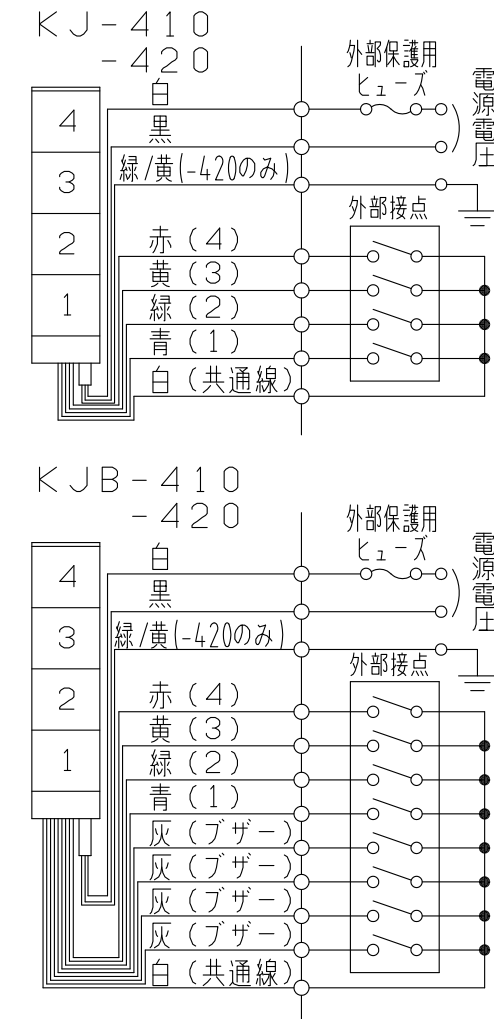 KJ-410
-420
外部保護用
ヒューズ
電源電圧
白
黒
緑/黄(-420のみ)
4
3
2
1
外部接点
赤(4)
黄(3)
緑(2)
青(1)
白(共通線)
KJB-410
-420
外部保護用
ヒューズ
電源電圧
白
黒
緑/黄(-420のみ)
4
3
2
1
外部接点
赤(4)
黄(3)
緑(2)
青(1)
灰(ブザー)
灰(ブザー)
灰(ブザー)
灰(ブザー)
白(共通線)